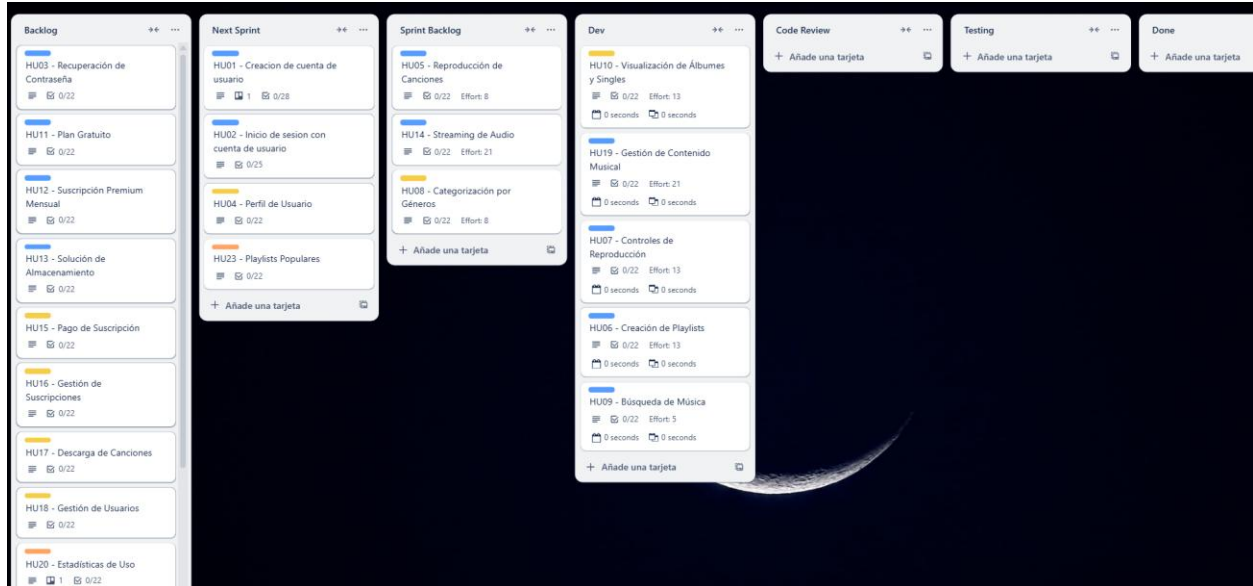 Backlog
HU03 - Recuperación de
Contraseña
0/22
HU11 - Plan Gratuito
0/22
HU12 - Suscripción Premium
Mensual
0/22
HU13 - Solución de
Almacenamiento
0/22
HU15 - Pago de Suscripción
0/22
HU16 - Gestión de
Suscripciones
0/22
HU17 - Descarga de Canciones
0/22
HU18 - Gestión de Usuarios
0/22
HU20 - Estadísticas de Uso
1 0/22
Next Sprint
HU01 - Creacion de cuenta de
usuario
1 0/28
HU02 - Inicio de sesion con
cuenta de usuario
0/25
HU04 - Perfil de Usuario
0/22
HU23 - Playlists Populares
0/22
+ Añade una tarjeta
Sprint Backlog
HU05 - Reproducción de
Canciones
0/22 Effort: 8
HU14 - Streaming de Audio
0/22 Effort: 21
HU08 - Categorización por
Géneros
0/22 Effort: 8
+ Añade una tarjeta
Dev
HU10 - Visualización de Álbumes
y Singles
0/22 Effort: 13
0 seconds 0 seconds
HU19 - Gestión de Contenido
Musical
0/22 Effort: 21
0 seconds 0 seconds
HU07 - Controles de
Reproducción
0/22 Effort: 13
0 seconds 0 seconds
HU06 - Creación de Playlists
0/22 Effort: 13
0 seconds 0 seconds
HU09 - Búsqueda de Música
0/22 Effort: 5
0 seconds 0 seconds
+ Añade una tarjeta
Code Review
+ Añade una tarjeta
Testing
+ Añade una tarjeta
Done
+ Añade una tarjeta